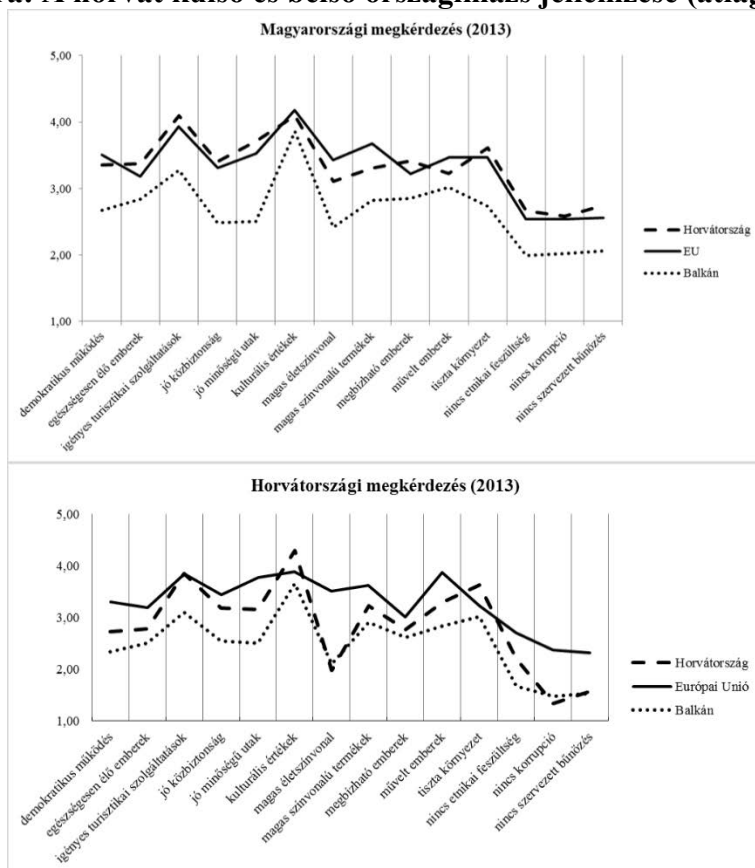 A horvát külső és belső országimázs jellemzése
Magyarországi megkérdezés (2013)
5,00
4,00
3,00
2,00
1,00
demokratikus működés
egészségesen élő emberek
igényes turisztikai szolgáltatások
jó közbiztonság
jó minőségű utak
kulturális értékek
magas életszínvonal
magas színvonalú termékek
megbízható emberek
művelt emberek
tiszta környezet
nincs etnikai feszültség
nincs korrupció
nincs szervezett bűnözés
Horvátország
EU
Balkán
Horvátországi megkérdezés (2013)
5,00
4,00
3,00
2,00
1,00
demokratikus működés
egészségesen élő emberek
igényes turisztikai szolgáltatások
jó közbiztonság
jó minőségű utak
kulturális értékek
magas életszínvonal
magas színvonalú termékek
megbízható emberek
művelt emberek
tiszta környezet
nincs etnikai feszültség
nincs korrupció
nincs szervezett bűnözés
Horvátország
Európai Unió
Balkán